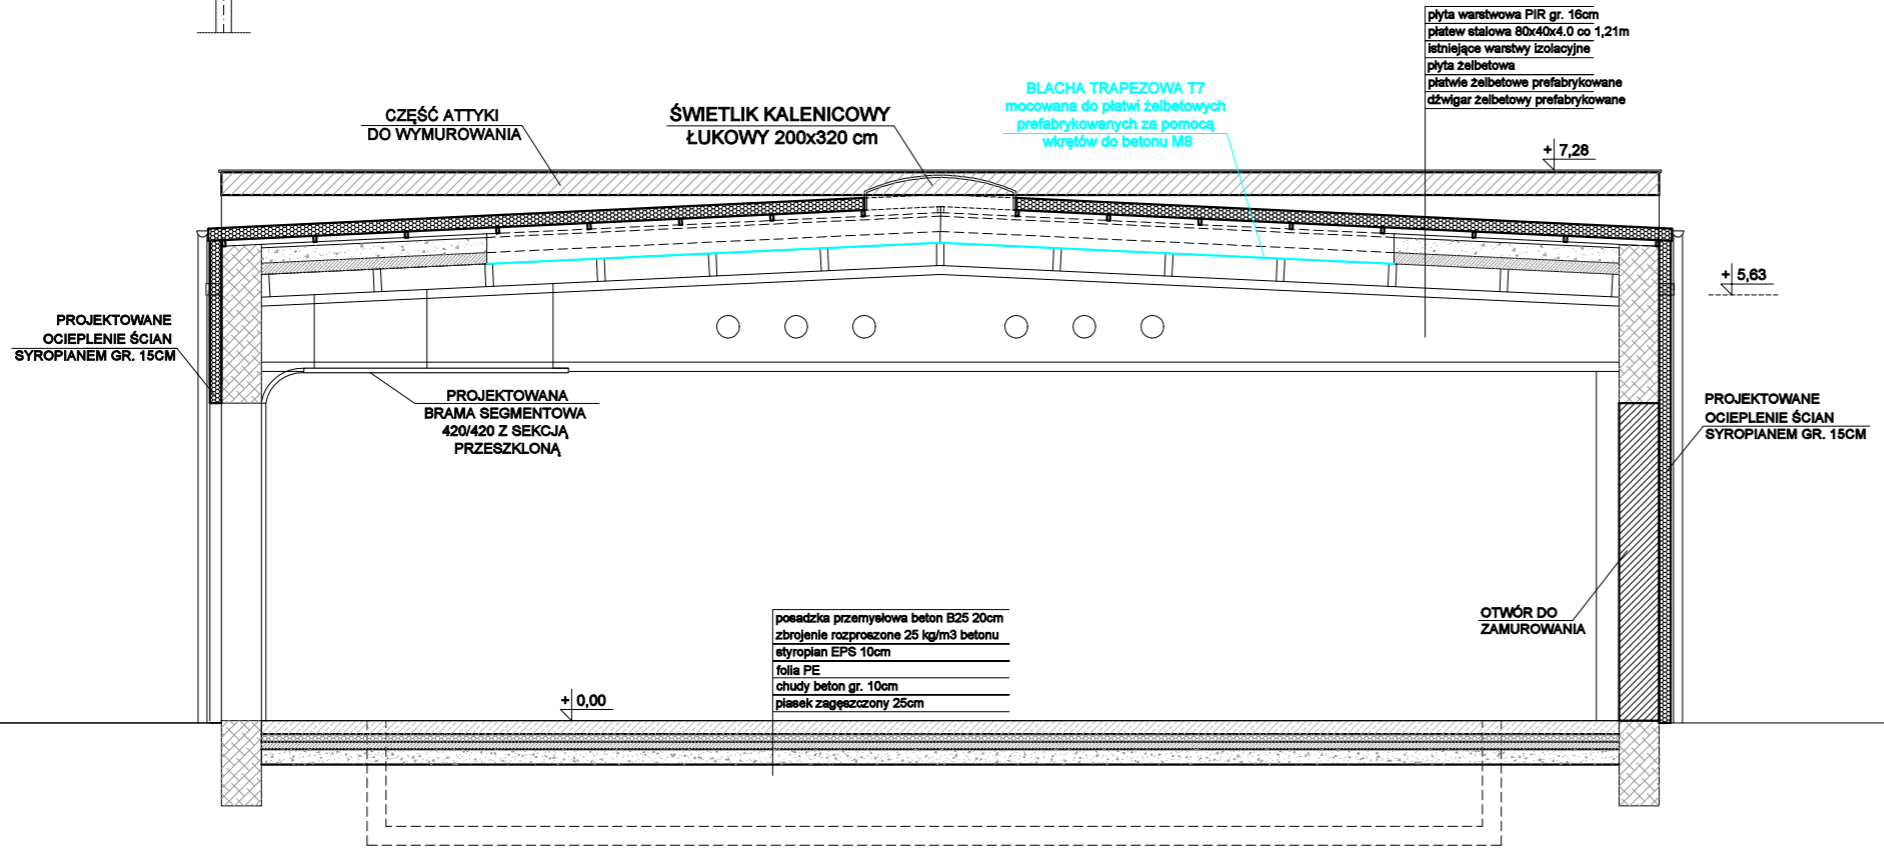 płyta warstwowa PIR gr. 16cm
płatew stalowa 80x40x4.0 co 1,21m
istniejące warstwy izolacyjne
płyta żelbetowa
płatwie żelbetowe prefabrykowane
dźwigar żelbetowy prefabrykowane
BLACHA TRAPEZOWA T7
mocowana do płatwi żelbetowych
prefabrykowanych za pomocą
wkrętów do betonu M8
CZĘŚĆ ATTYKI
DO WYMUROWANIA
ŚWIETLIK KALENICOWY
ŁUKOWY 200x320 cm
+ 7,28
+ 5,63
PROJEKTOWANE
OCIEPLENIE ŚCIAN
SYROPIANEM GR. 15CM
PROJEKTOWANA
BRAMA SEGMENTOWA
420/420 Z SEKCJĄ
PRZESZKLONĄ
PROJEKTOWANE
OCIEPLENIE ŚCIAN
SYROPIANEM GR. 15CM
OTWÓR DO
ZAMUROWANIA
posadzka przemysłowa beton B25 20cm
zbrojenie rozproszone 25 kg/m3 betonu
styropian EPS 10cm
folia PE
chudy beton gr. 10cm
piasek zagęszczony 25cm
+ 0,00